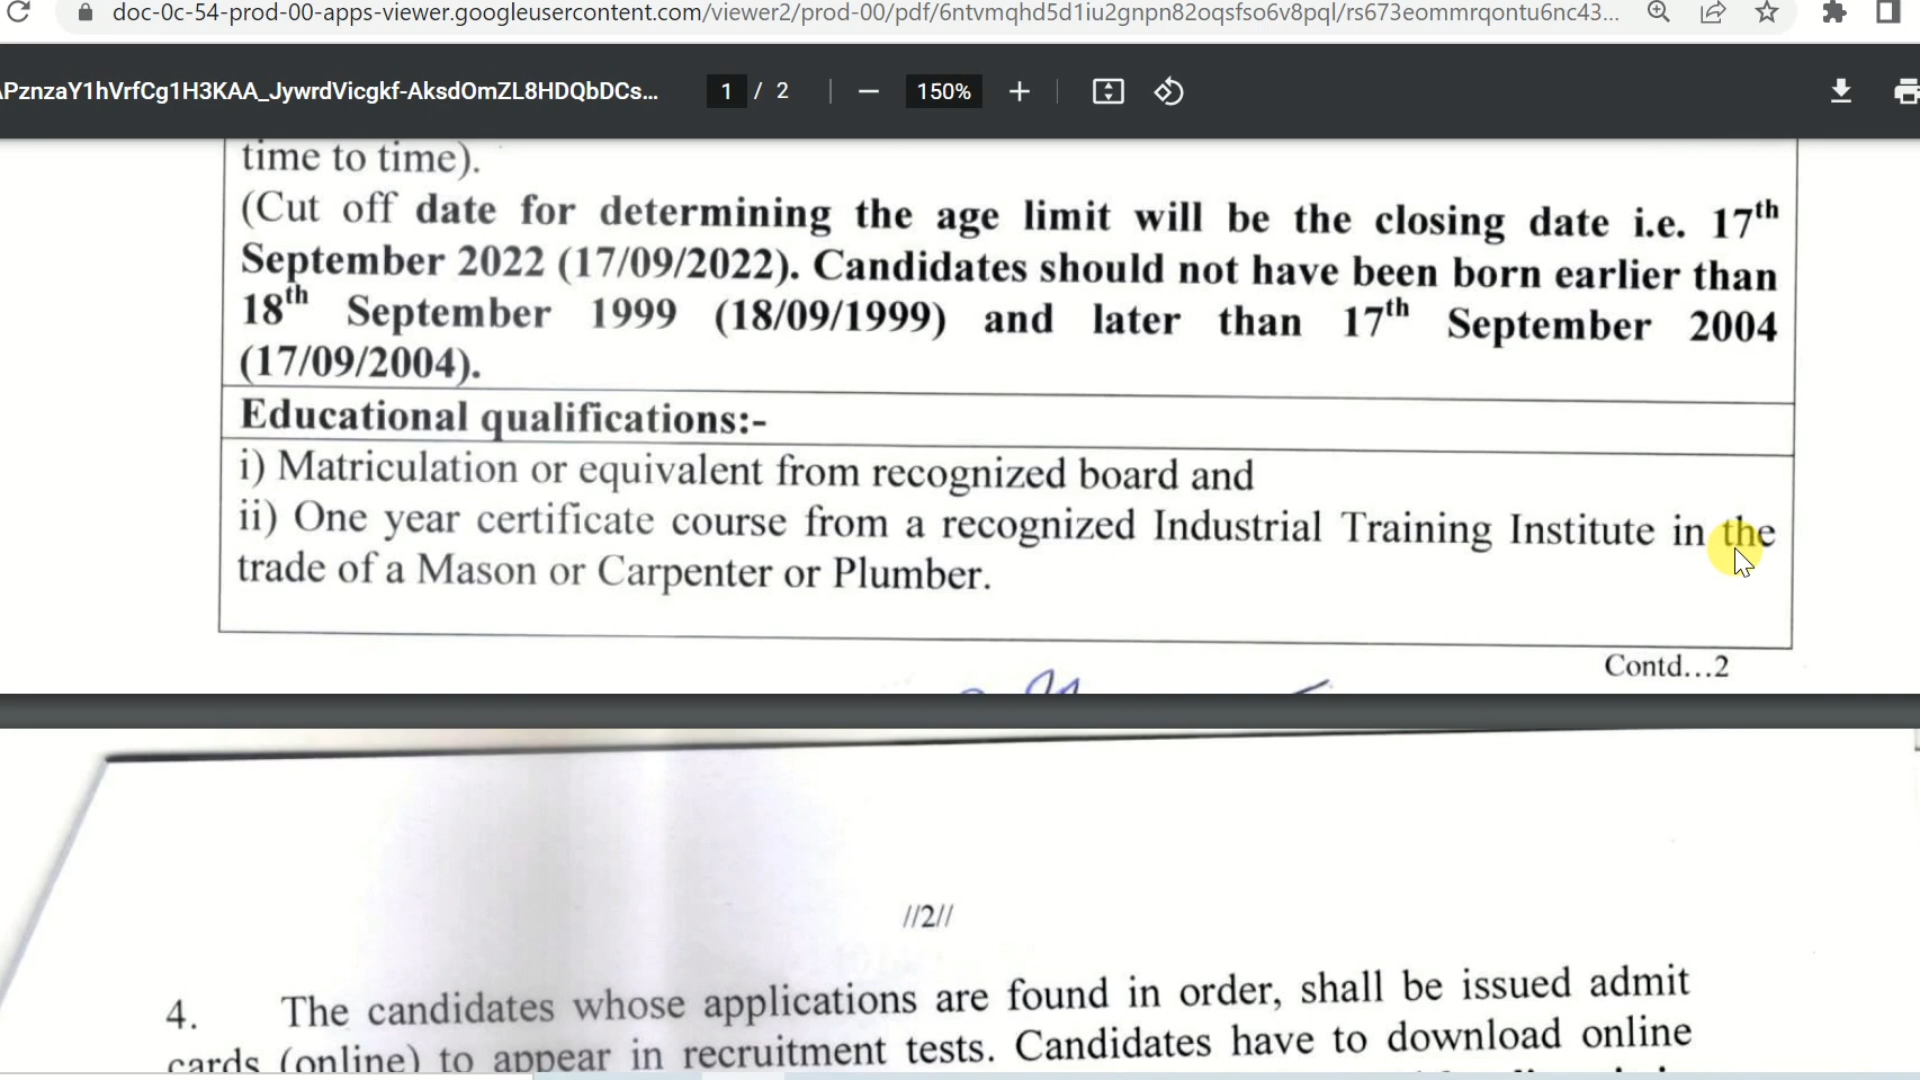 doc-0c-54-prod-00-apps-viewer.googleusercontent.com/viewer2/prod-00/pdf/6ntvmqhd5d1iu2gnpn82oqsfso6v8pql/rs673eommrqontu6nc43...
PznzaY1hVrfCg1H3KAA_JywrdVicgkf-AksdOmZL8HDQbDCs... 1 / 2 150%
time to time).
(Cut off date for determining the age limit will be the closing date i.e. 17th
September 2022 (17/09/2022). Candidates should not have been born earlier than
18th September 1999 (18/09/1999) and later than 17th September 2004
(17/09/2004).
Educational qualifications:-
i) Matriculation or equivalent from recognized board and
ii) One year certificate course from a recognized Industrial Training Institute in the
trade of a Mason or Carpenter or Plumber.
Contd...2
//2//
4. The candidates whose applications are found in order, shall be issued admit
cards (online) to appear in recruitment tests. Candidates have to download online